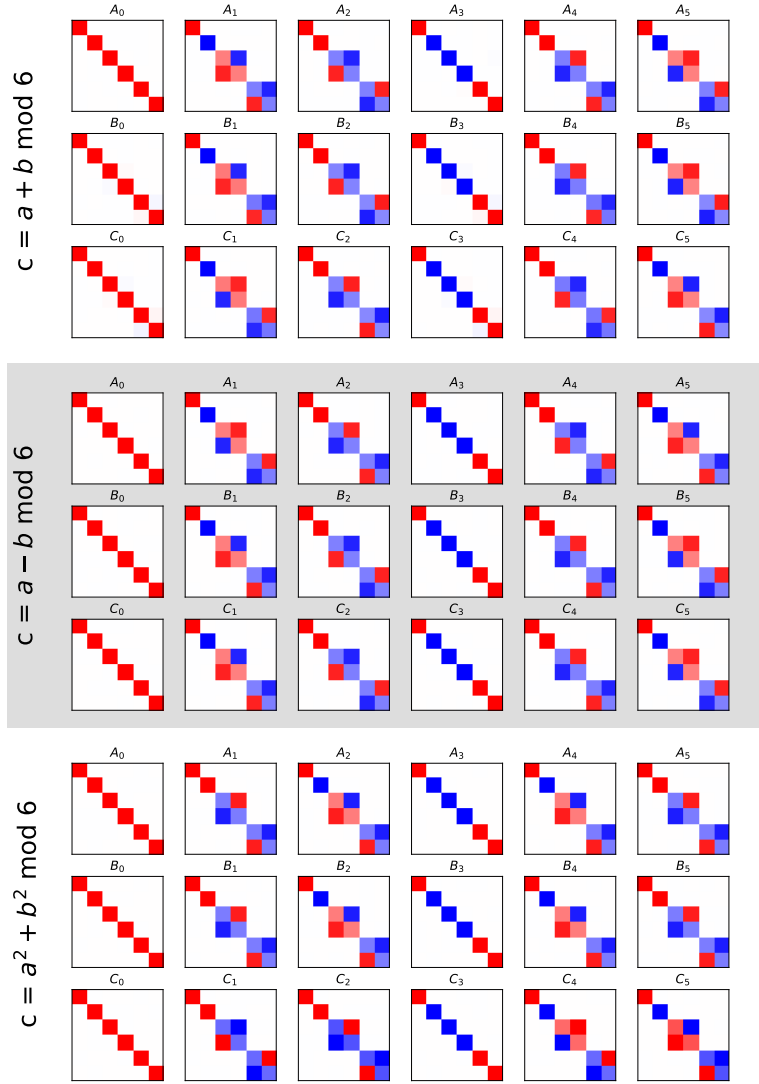 c = a + b mod 6
A₀ A₁ A₂ A₃ A₄ A₅
B₀ B₁ B₂ B₃ B₄ B₅
C₀ C₁ C₂ C₃ C₄ C₅
c = a − b mod 6
A₀ A₁ A₂ A₃ A₄ A₅
B₀ B₁ B₂ B₃ B₄ B₅
C₀ C₁ C₂ C₃ C₄ C₅
c = a² + b² mod 6
A₀ A₁ A₂ A₃ A₄ A₅
B₀ B₁ B₂ B₃ B₄ B₅
C₀ C₁ C₂ C₃ C₄ C₅